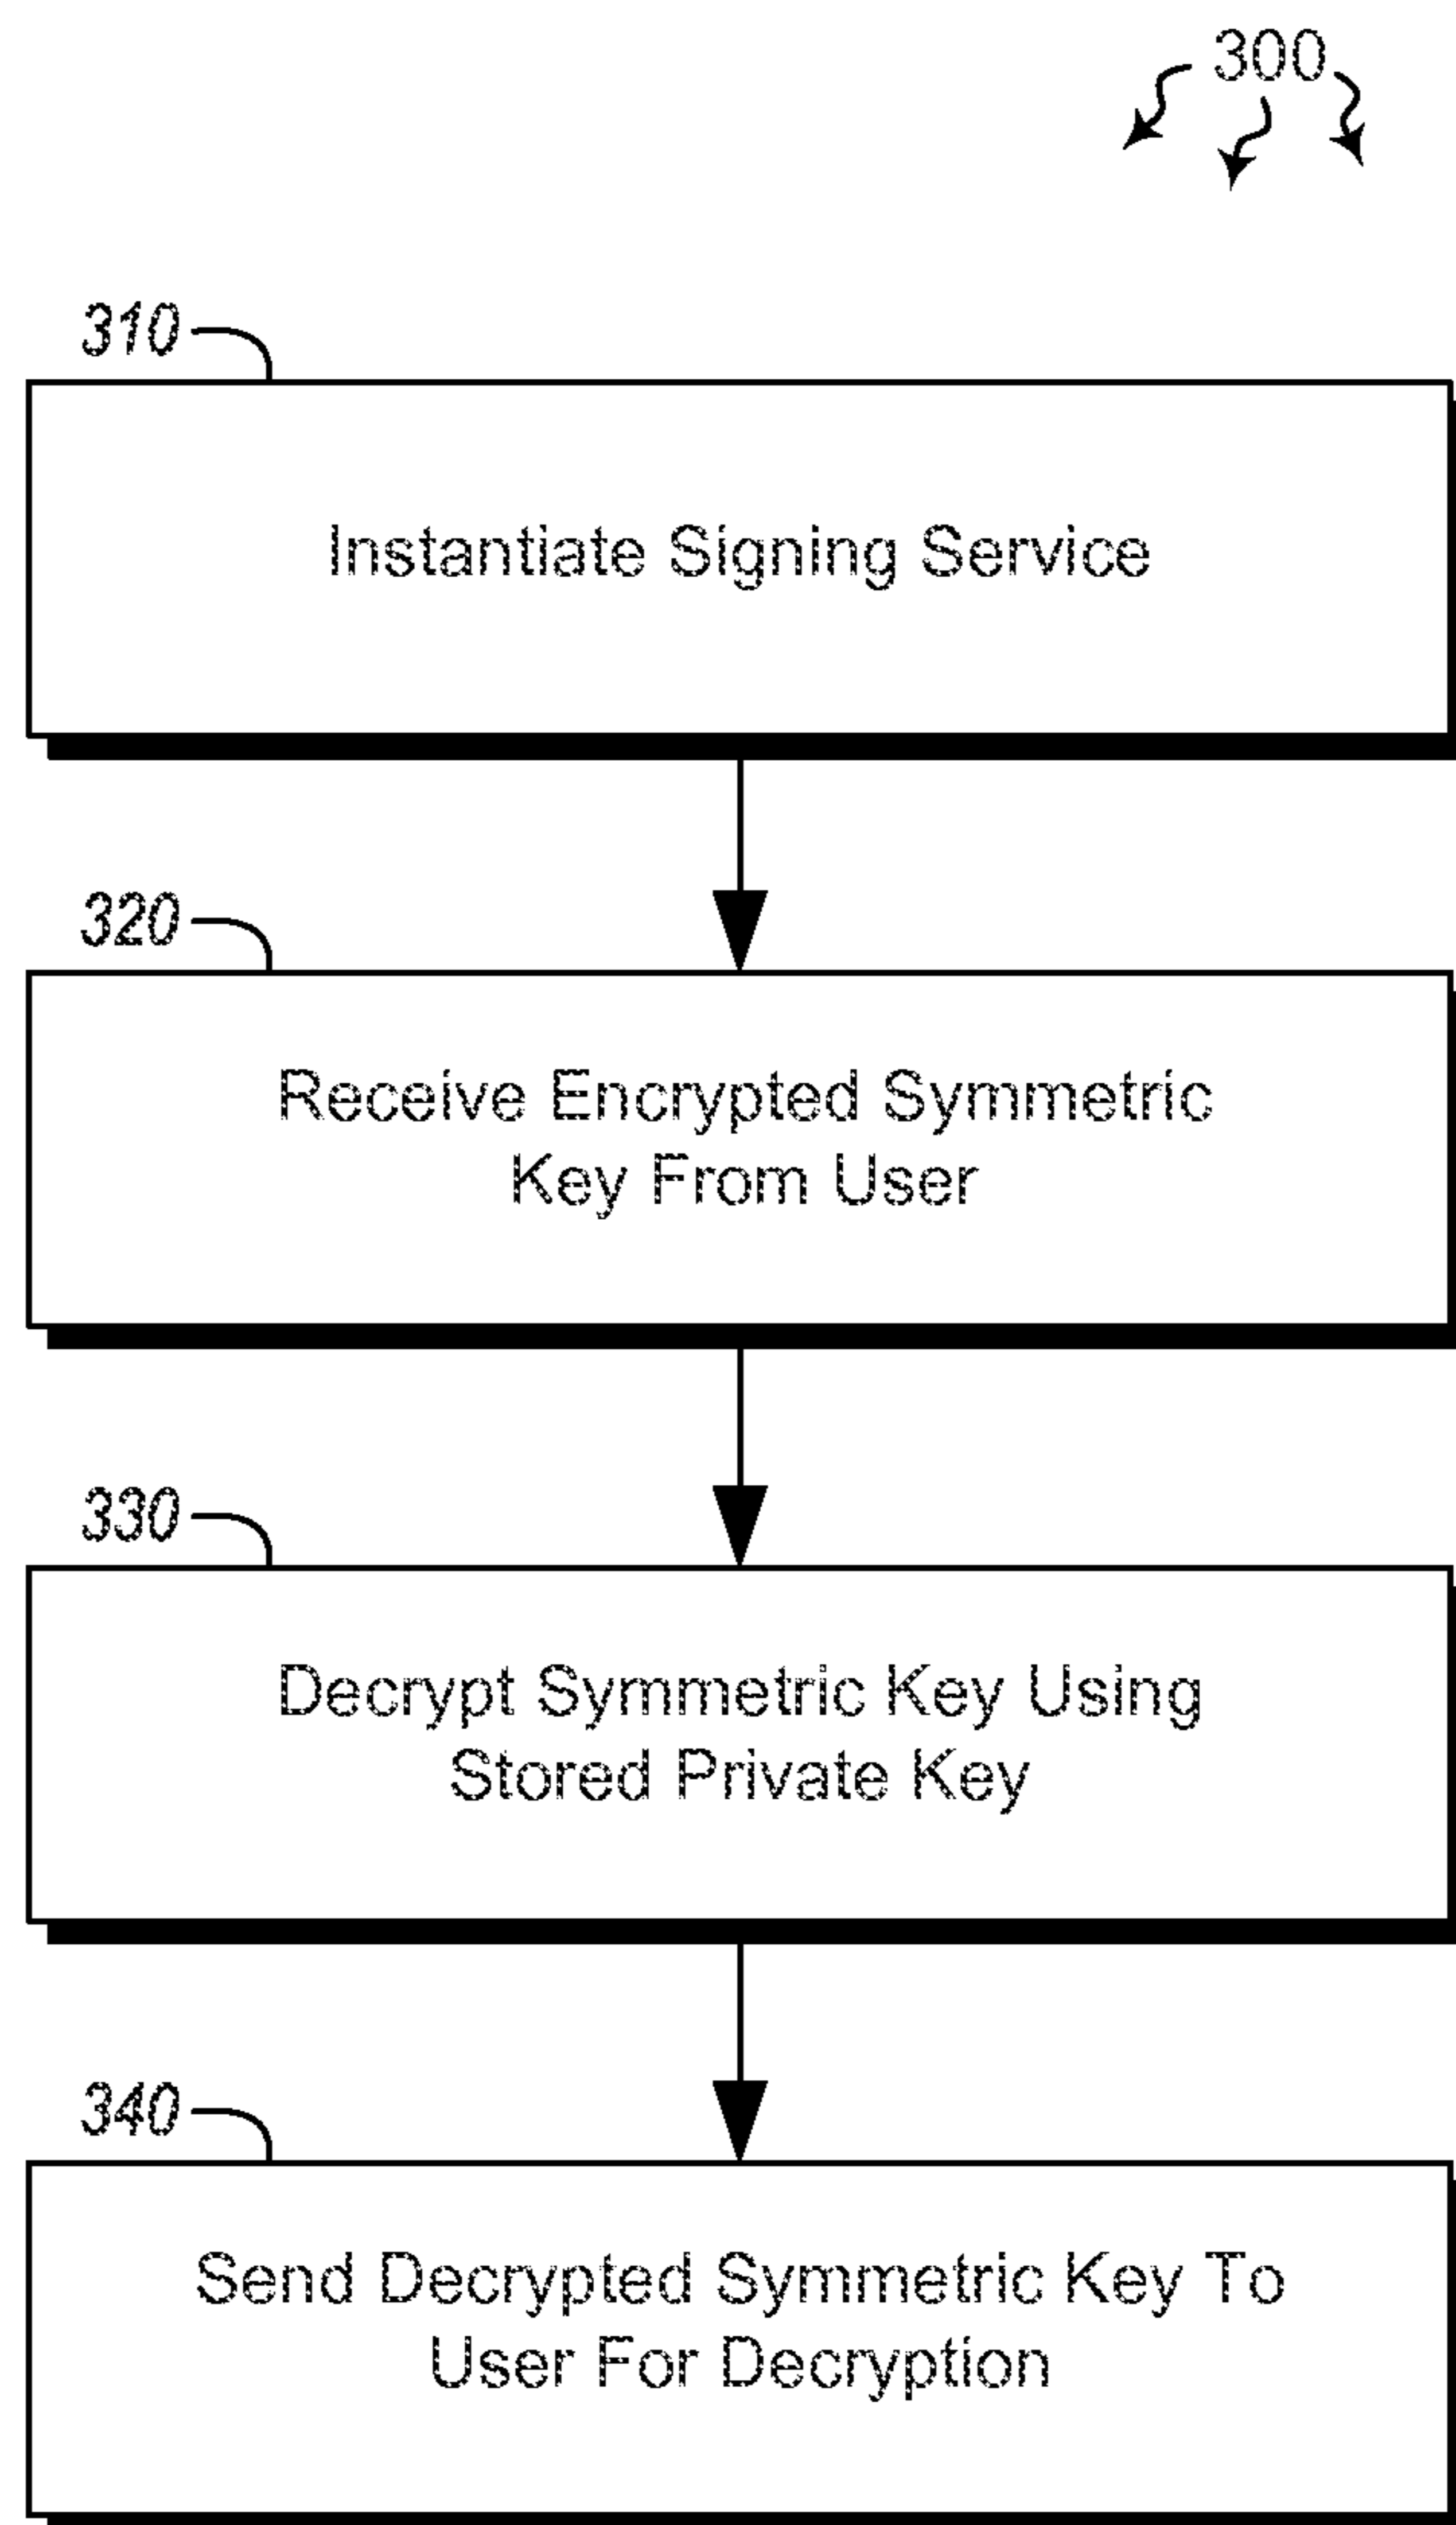 300
310
Instantiate Signing Service
320
Receive Encrypted Symmetric
Key From User
330
Decrypt Symmetric Key Using
Stored Private Key
340
Send Decrypted Symmetric Key To
User For Decryption